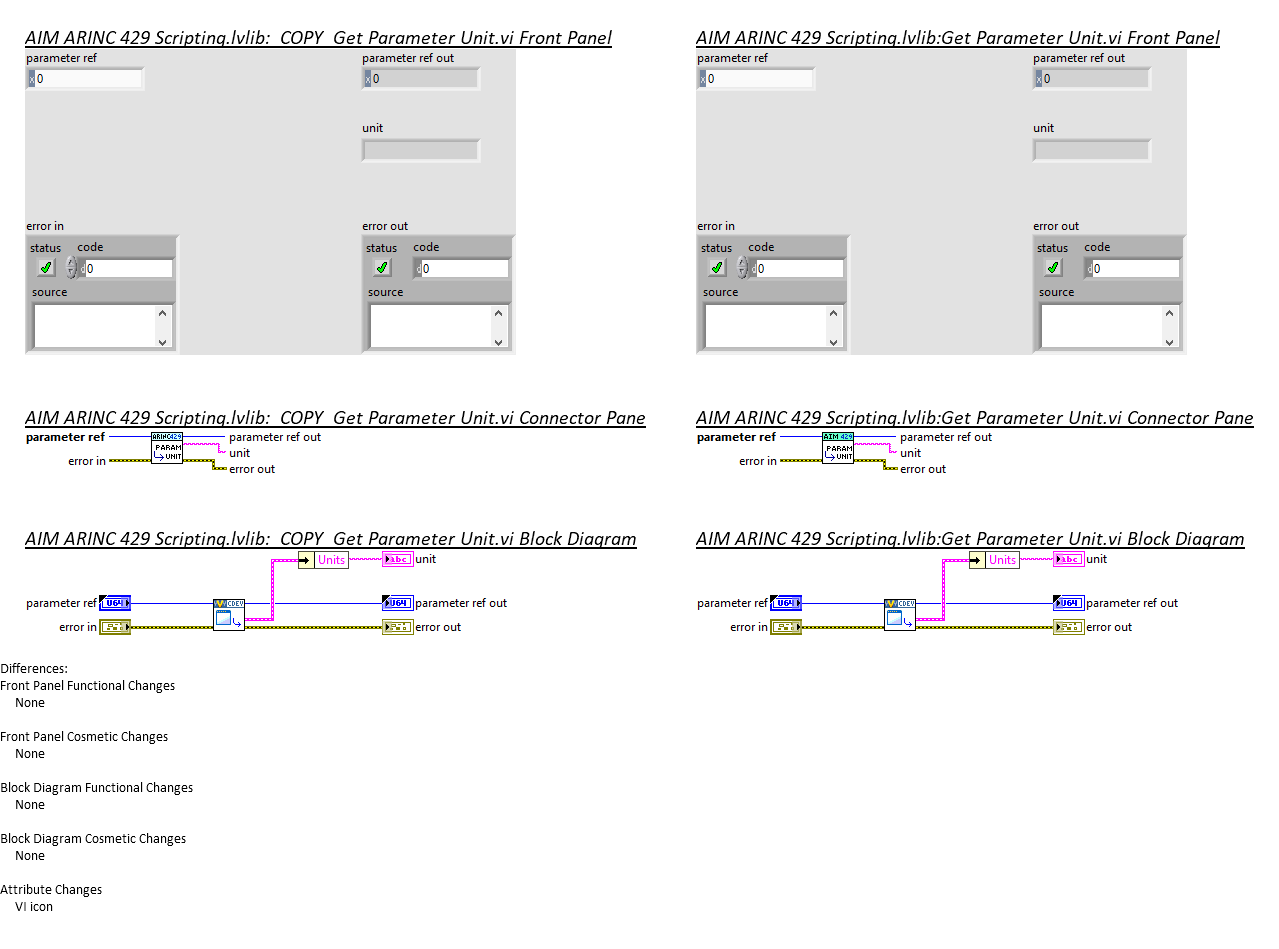 AIM ARINC 429 Scripting.lvlib:_COPY_Get Parameter Unit.vi Front Panel
parameter ref
x 0
parameter ref out
x 0
unit
error in
status code
d 0
source
error out
status code
d 0
source
AIM ARINC 429 Scripting.lvlib:Get Parameter Unit.vi Front Panel
parameter ref
x 0
parameter ref out
x 0
unit
error in
status code
d 0
source
error out
status code
d 0
source
AIM ARINC 429 Scripting.lvlib:_COPY_Get Parameter Unit.vi Connector Pane
parameter ref
error in
ARINC429
PARAM
UNIT
parameter ref out
unit
error out
AIM ARINC 429 Scripting.lvlib:Get Parameter Unit.vi Connector Pane
parameter ref
error in
AIM 429
PARAM
UNIT
parameter ref out
unit
error out
AIM ARINC 429 Scripting.lvlib:_COPY_Get Parameter Unit.vi Block Diagram
Units
abc
unit
parameter ref
U64
CDEV
U64
parameter ref out
error in
error out
AIM ARINC 429 Scripting.lvlib:Get Parameter Unit.vi Block Diagram
Units
abc
unit
parameter ref
U64
CDEV
U64
parameter ref out
error in
error out
Differences:
Front Panel Functional Changes
None
Front Panel Cosmetic Changes
None
Block Diagram Functional Changes
None
Block Diagram Cosmetic Changes
None
Attribute Changes
VI icon